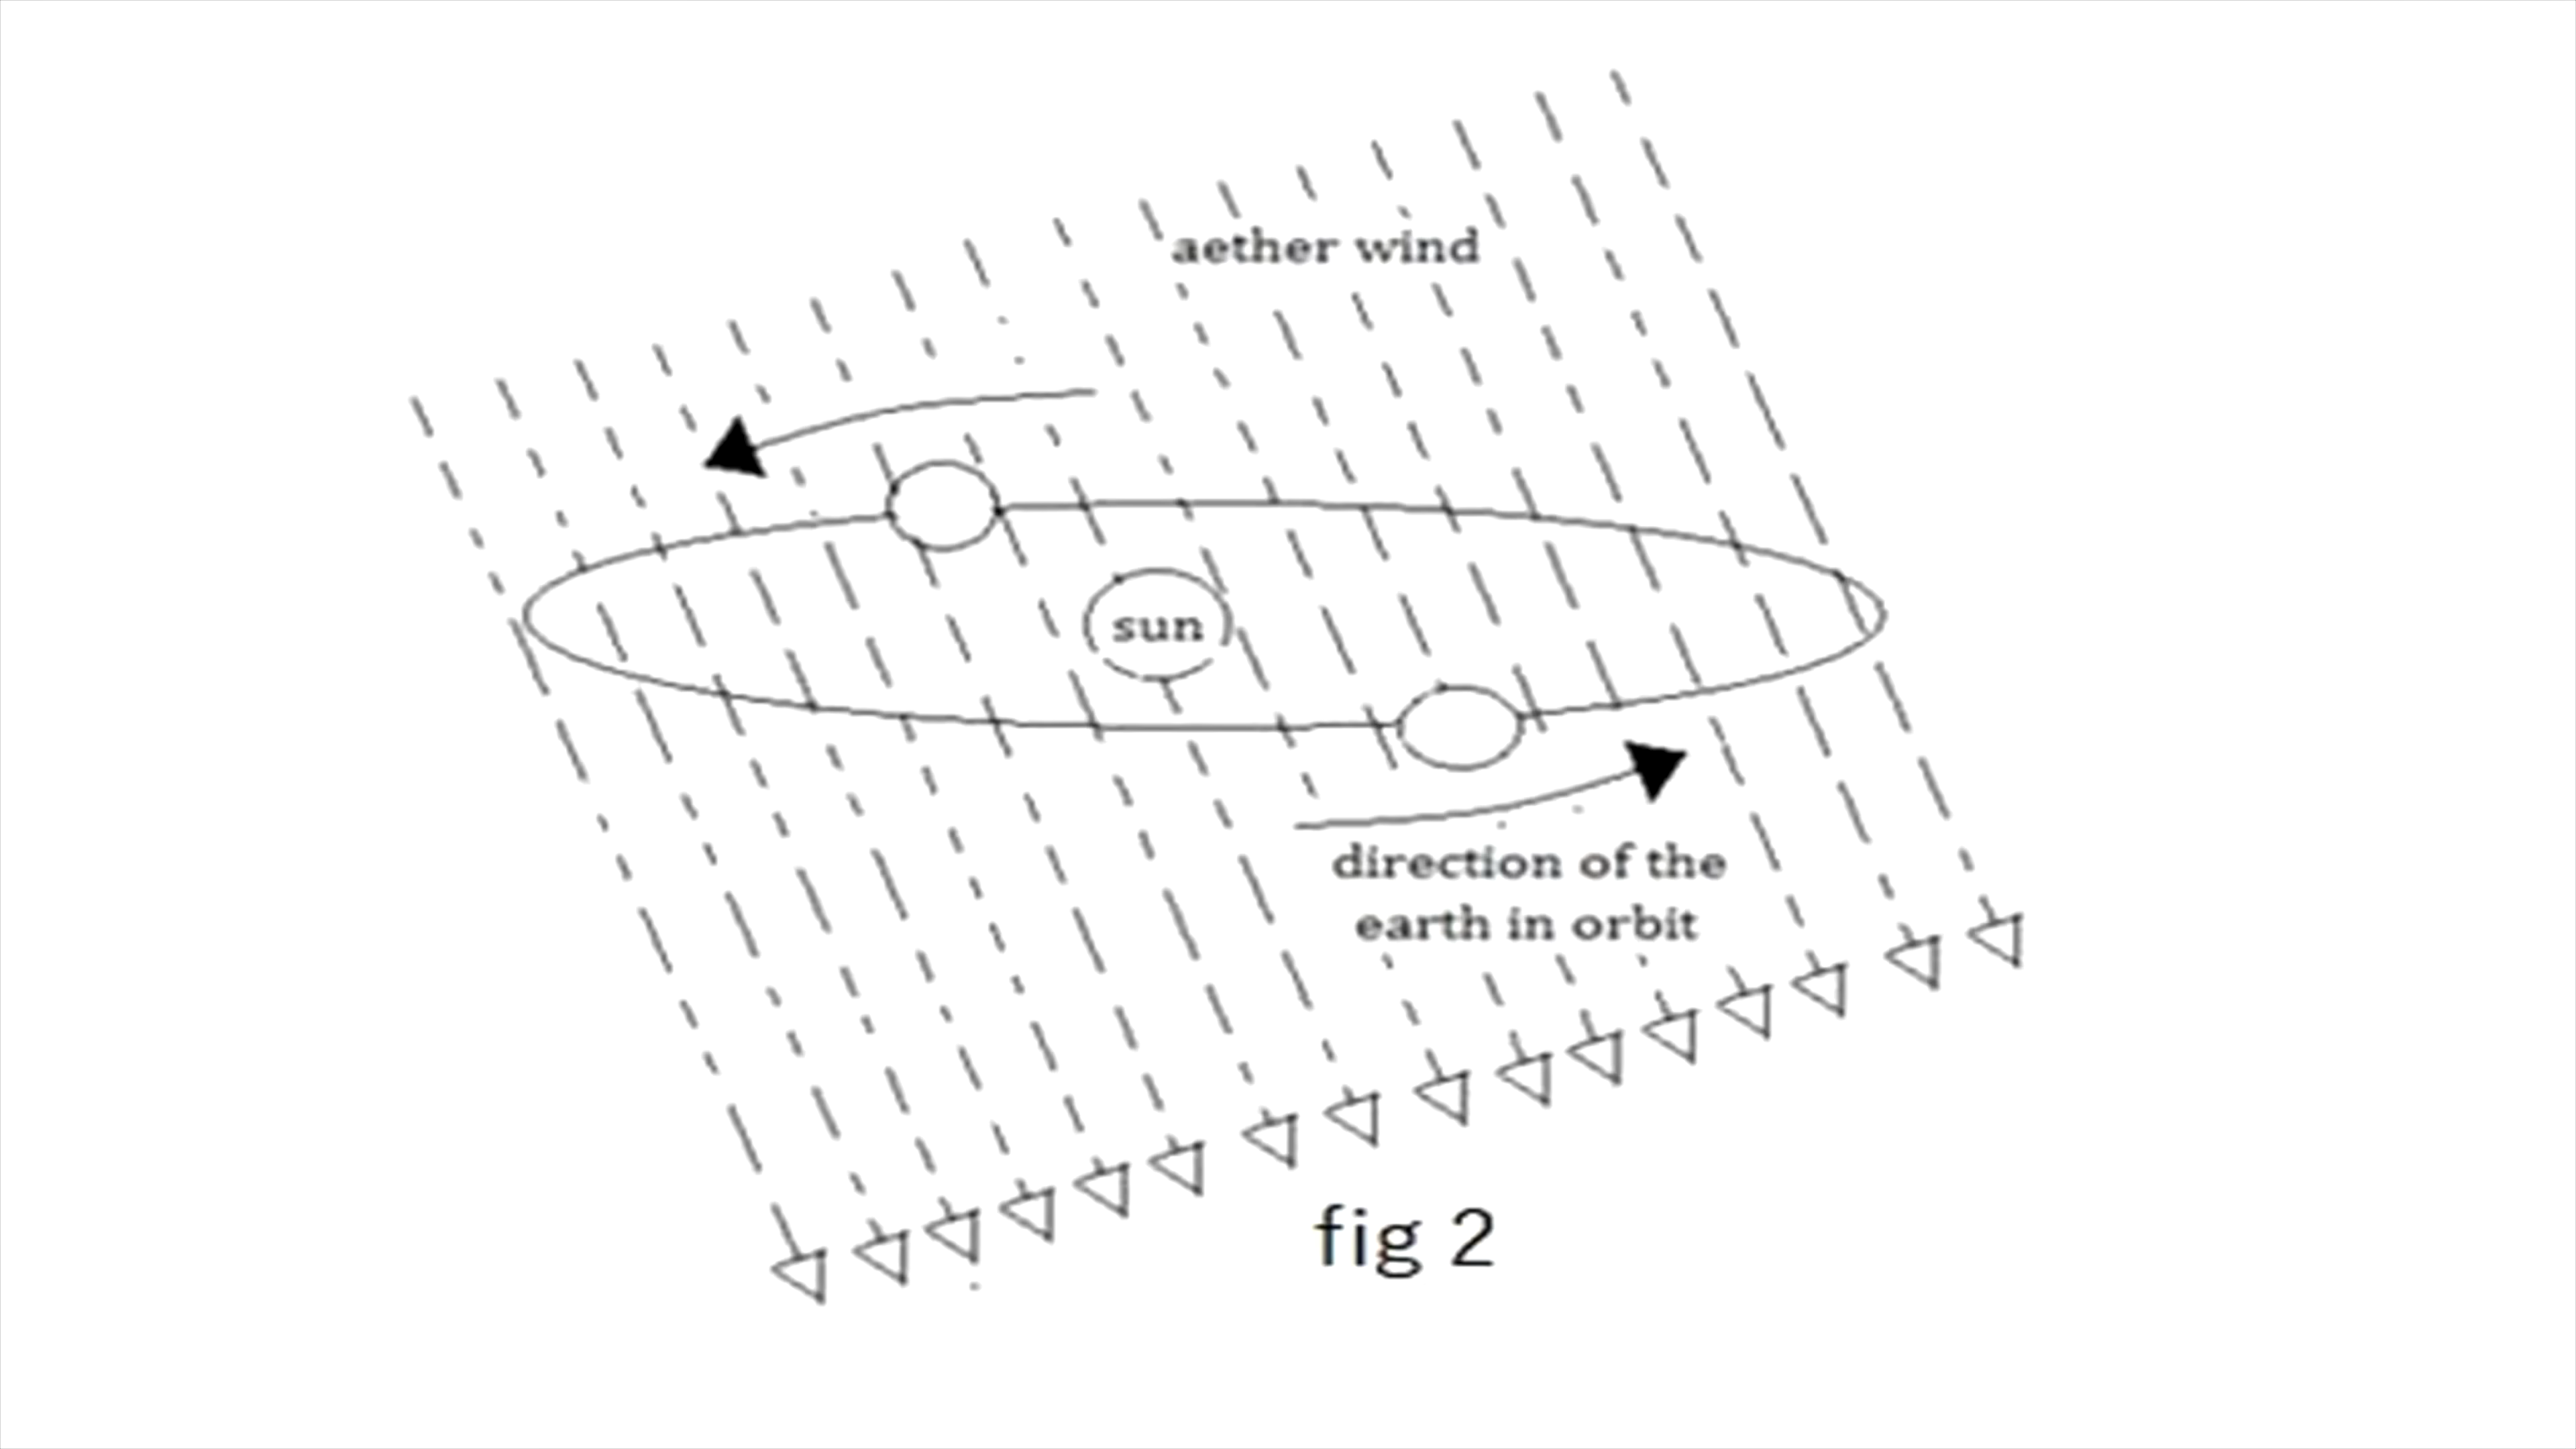 aether wind
sun
direction of the
earth in orbit
fig 2